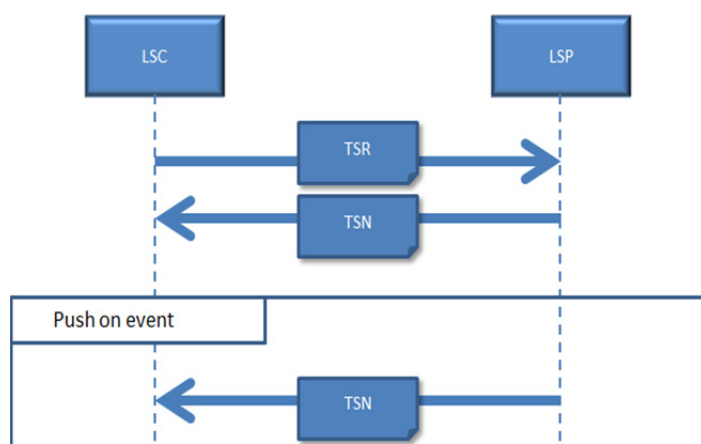 LSC
LSP
TSR
TSN
Push on event
TSN